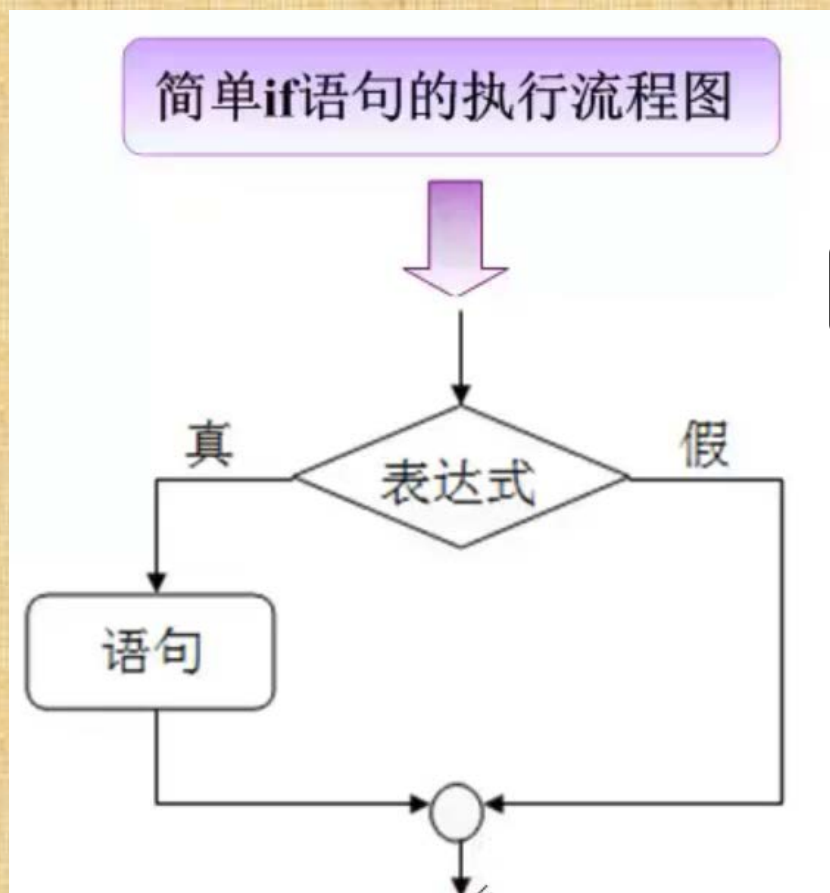 简单if语句的执行流程图
真
假
表达式
语句